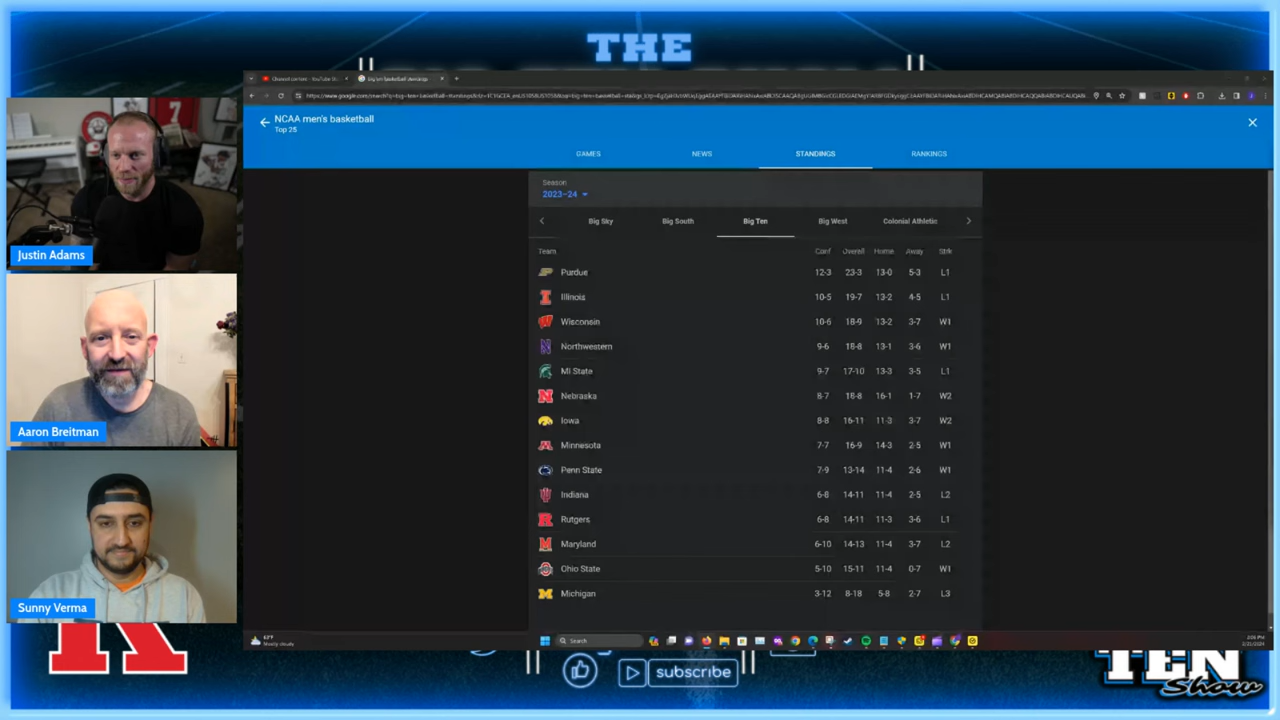 THE
NCAA men's basketball
Top 25
GAMES NEWS STANDINGS RANKINGS
Season
2023–24
Big Sky Big South Big Ten Big West Colonial Athletic
Team Conf Overall Home Away Strk
Purdue 12-3 23-3 13-0 5-3 L1
Illinois 10-5 19-7 13-2 4-5 L1
Wisconsin 10-6 18-9 13-2 3-7 W1
Northwestern 9-6 18-8 13-1 3-6 W1
MI State 9-7 17-10 13-3 3-5 L1
Nebraska 8-7 18-8 16-1 1-7 W2
Iowa 8-8 16-11 11-3 3-7 W2
Minnesota 7-7 16-9 14-3 2-5 W1
Penn State 7-9 13-14 11-4 2-6 W1
Indiana 6-8 14-11 11-4 2-5 L2
Rutgers 6-8 14-11 11-3 3-6 L1
Maryland 6-10 14-13 11-4 3-7 L2
Ohio State 5-10 15-11 11-4 0-7 W1
Michigan 3-12 8-18 5-8 2-7 L3
Justin Adams
Aaron Breitman
Sunny Verma
Search
subscribe
TEN
Show